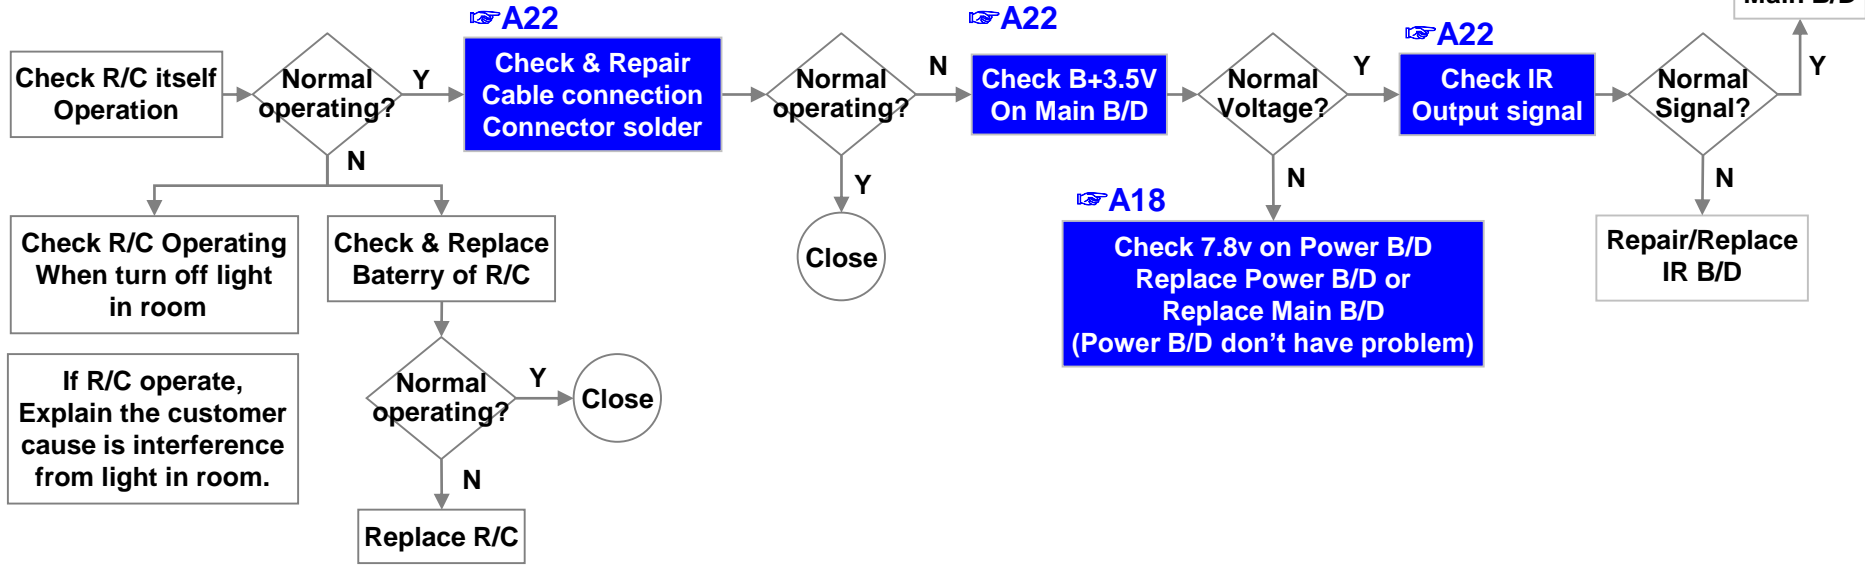 ☞A22
☞A22
☞A22
Main B/D
Check R/C itself
Operation
Normal
operating?
Y
Check & Repair
Cable connection
Connector solder
Normal
operating?
N
Check B+3.5V
On Main B/D
Normal
Voltage?
Y
Check IR
Output signal
Normal
Signal?
Y
N
Y
N
N
☞A18
Check R/C Operating
When turn off light
in room
Check & Replace
Baterry of R/C
Close
Check 7.8v on Power B/D
Replace Power B/D or
Replace Main B/D
(Power B/D don't have problem)
Repair/Replace
IR B/D
If R/C operate,
Explain the customer
cause is interference
from light in room.
Normal
operating?
Y
Close
N
Replace R/C